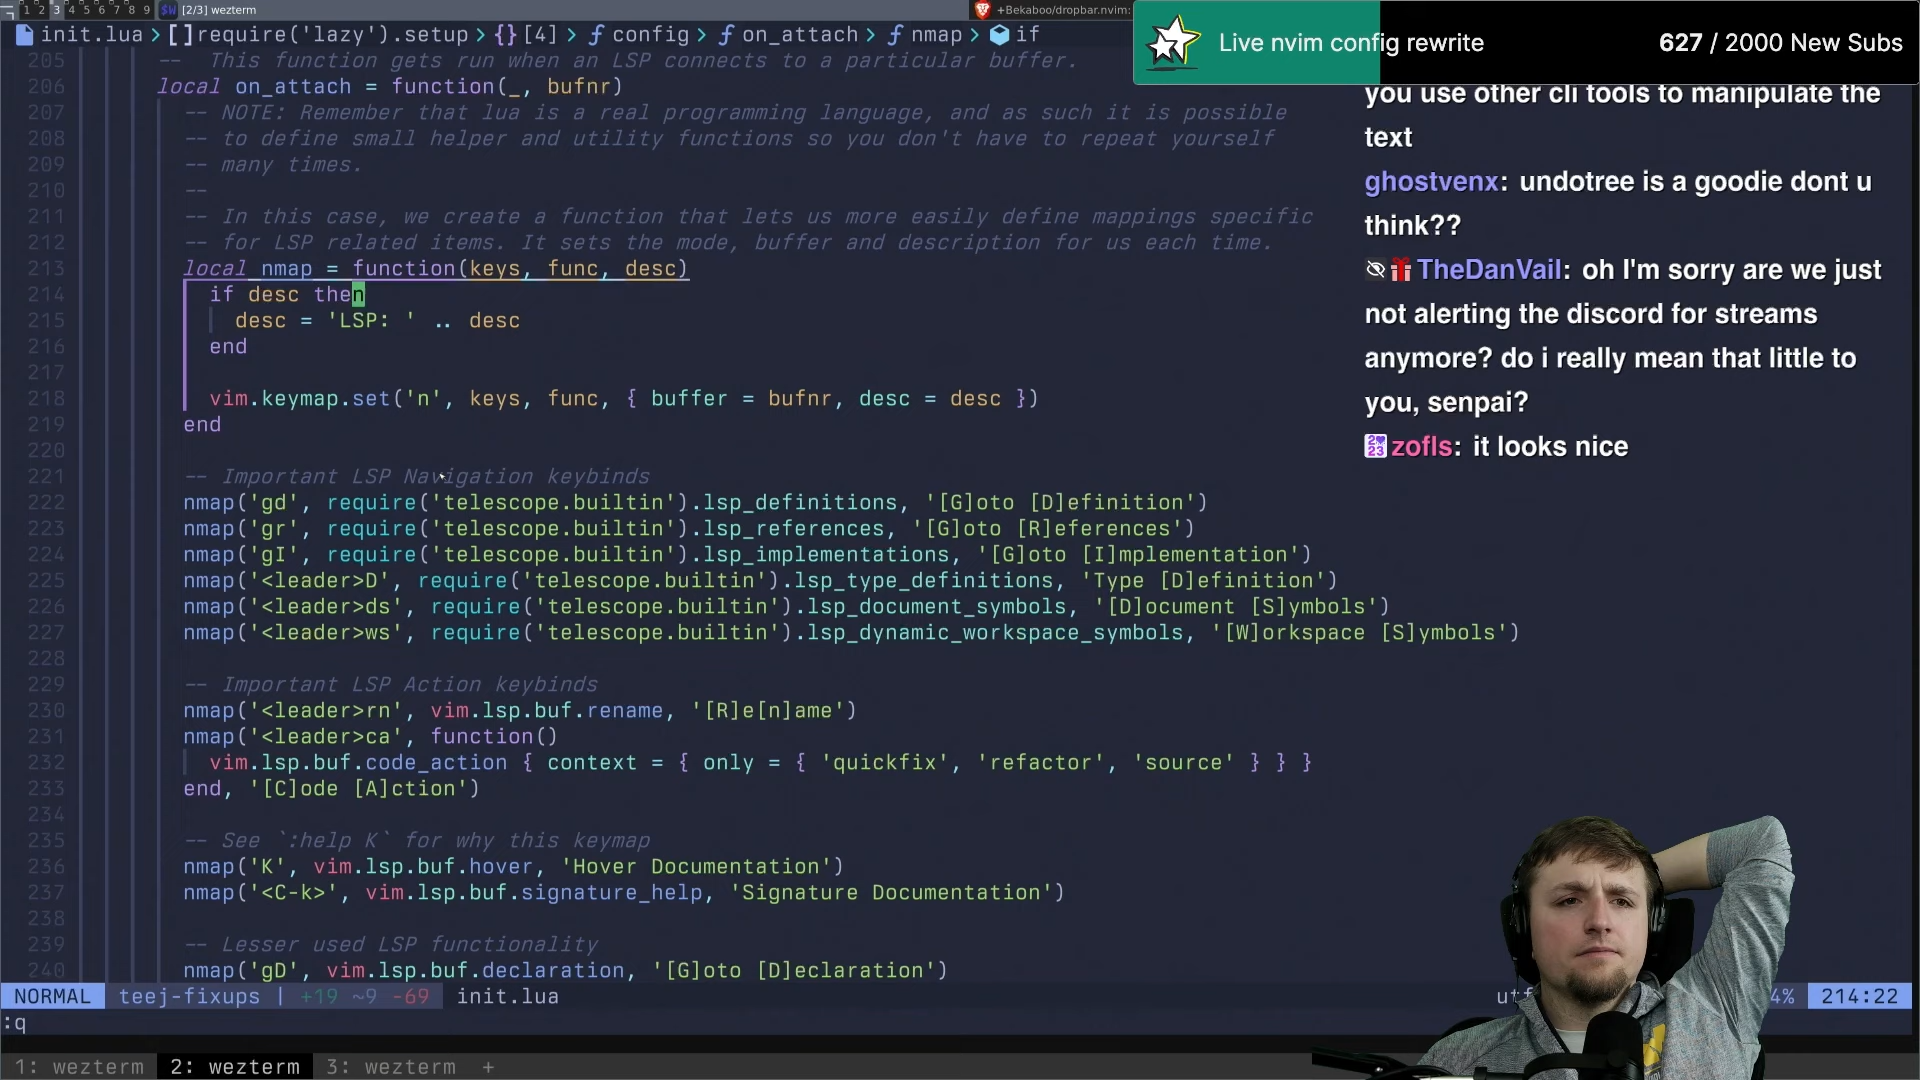 1 2 3 4 5 6 7 8 9 [2/3] wezterm
+Bekaboo/dropbar.nvim:
init.lua > []require('lazy').setup > {} [4] > ƒ config > ƒ on_attach > ƒ nmap > if
Live nvim config rewrite 627 / 2000 New Subs
205 -- This function gets run when an LSP connects to a particular buffer.
206 local on_attach = function(_, bufnr)
207 -- NOTE: Remember that lua is a real programming language, and as such it is possible
208 -- to define small helper and utility functions so you don't have to repeat yourself
209 -- many times.
210 --
211 -- In this case, we create a function that lets us more easily define mappings specific
212 -- for LSP related items. It sets the mode, buffer and description for us each time.
213 local nmap = function(keys, func, desc)
214 if desc then
215 desc = 'LSP: ' .. desc
216 end
217
218 vim.keymap.set('n', keys, func, { buffer = bufnr, desc = desc })
219 end
220
221 -- Important LSP Navigation keybinds
222 nmap('gd', require('telescope.builtin').lsp_definitions, '[G]oto [D]efinition')
223 nmap('gr', require('telescope.builtin').lsp_references, '[G]oto [R]eferences')
224 nmap('gI', require('telescope.builtin').lsp_implementations, '[G]oto [I]mplementation')
225 nmap('<leader>D', require('telescope.builtin').lsp_type_definitions, 'Type [D]efinition')
226 nmap('<leader>ds', require('telescope.builtin').lsp_document_symbols, '[D]ocument [S]ymbols')
227 nmap('<leader>ws', require('telescope.builtin').lsp_dynamic_workspace_symbols, '[W]orkspace [S]ymbols')
228
229 -- Important LSP Action keybinds
230 nmap('<leader>rn', vim.lsp.buf.rename, '[R]e[n]ame')
231 nmap('<leader>ca', function()
232 vim.lsp.buf.code_action { context = { only = { 'quickfix', 'refactor', 'source' } } }
233 end, '[C]ode [A]ction')
234
235 -- See `:help K` for why this keymap
236 nmap('K', vim.lsp.buf.hover, 'Hover Documentation')
237 nmap('<C-k>', vim.lsp.buf.signature_help, 'Signature Documentation')
238
239 -- Lesser used LSP functionality
240 nmap('gD', vim.lsp.buf.declaration, '[G]oto [D]eclaration')
NORMAL teej-fixups | +19 ~9 -69 init.lua 4% 214:22
:q
1: wezterm 2: wezterm 3: wezterm +
you use other cli tools to manipulate the
text
ghostvenx: undotree is a goodie dont u
think??
TheDanVail: oh I'm sorry are we just
not alerting the discord for streams
anymore? do i really mean that little to
you, senpai?
zofls: it looks nice